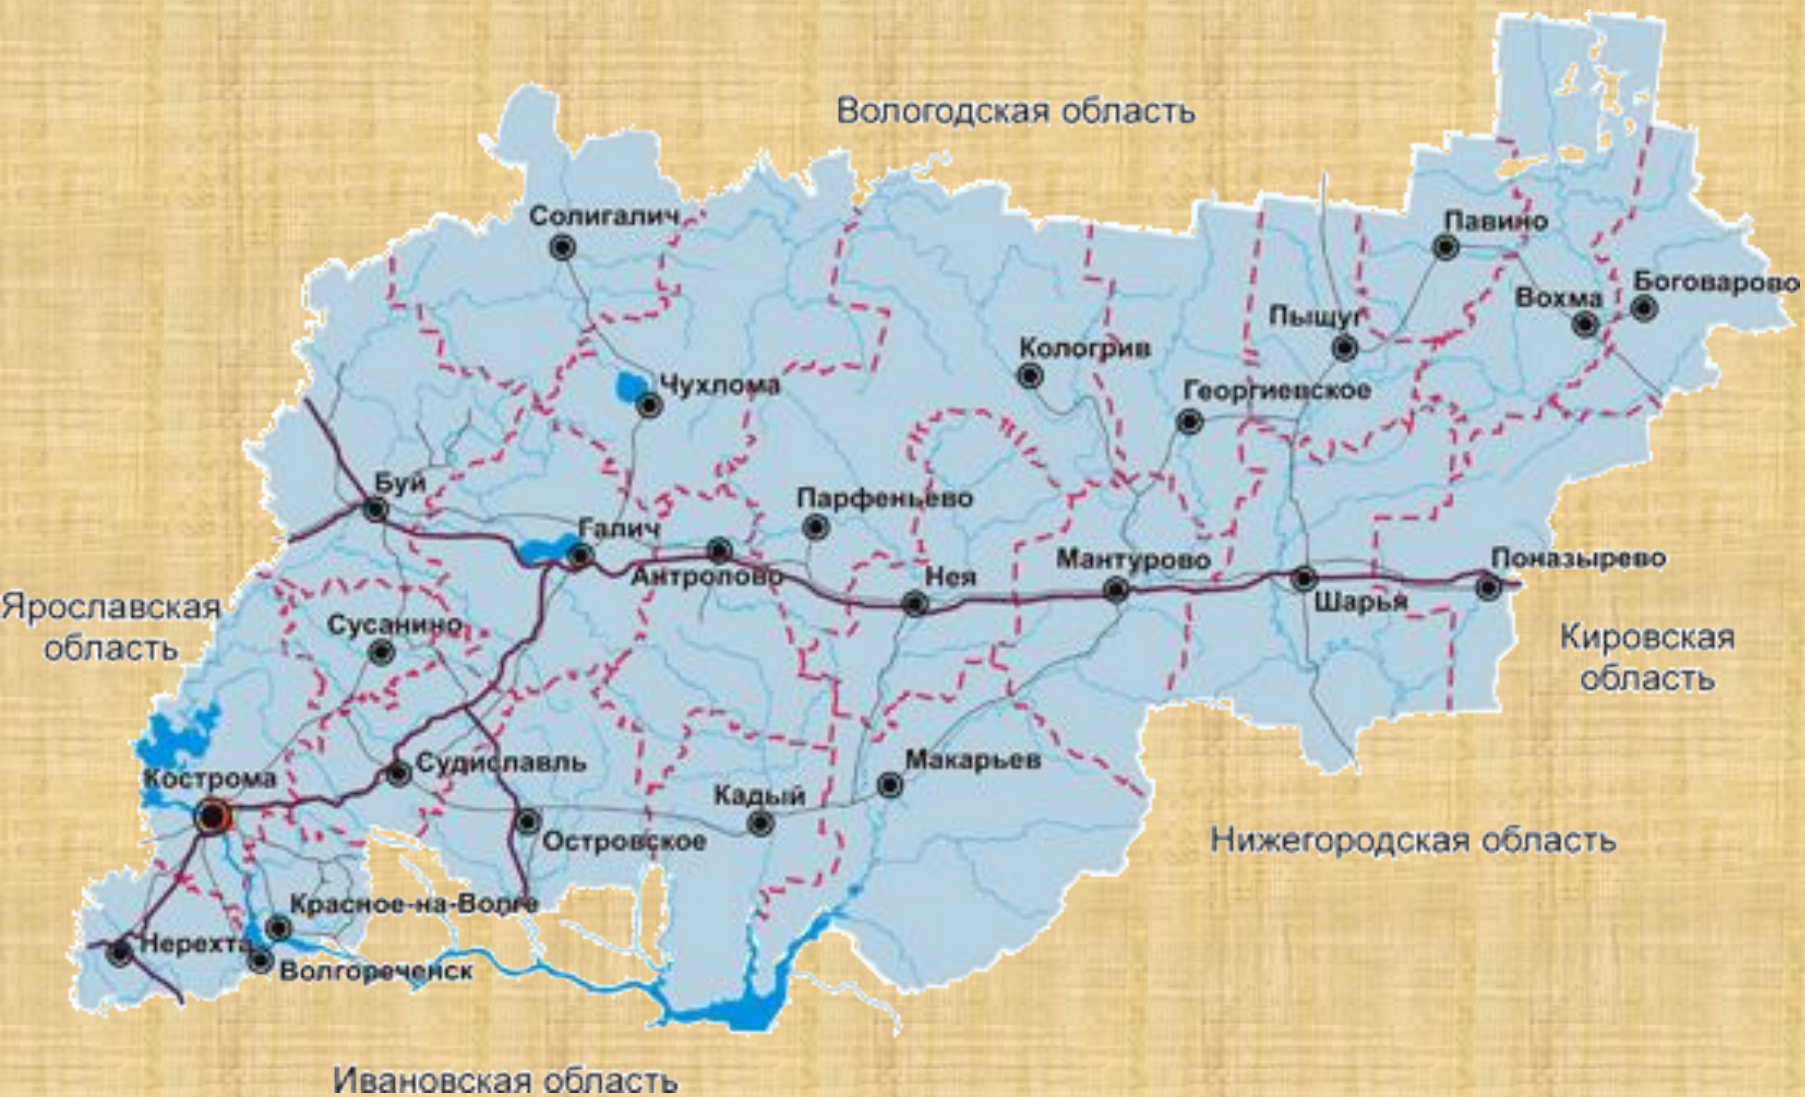 Вологодская область
Солигалич
Павино
Боговарово
Вохма
Пыщуг
Кологрив
Чухлома
Георгиевское
Буй
Парфеньево
Галич
Антропово
Нея
Мантурово
Поназырево
Шарья
Ярославская
область
Сусанино
Кировская
область
Судиславль
Макарьев
Кострома
Кадый
Островское
Нижегородская область
Красное-на-Волге
Нерехта
Волгореченск
Ивановская область